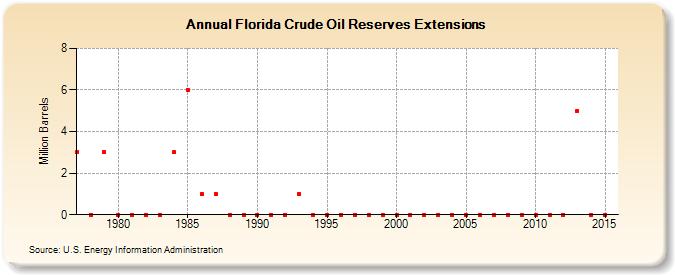 Annual Florida Crude Oil Reserves Extensions
Million Barrels
8
6
4
2
0
1980 1985 1990 1995 2000 2005 2010 2015
Source: U.S. Energy Information Administration